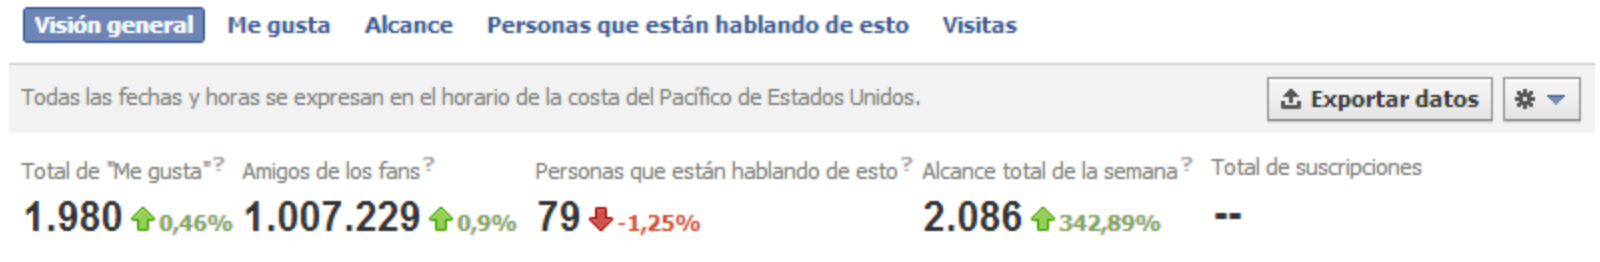 Visión general Me gusta Alcance Personas que están hablando de esto Visitas
Todas las fechas y horas se expresan en el horario de la costa del Pacífico de Estados Unidos. Exportar datos
Total de "Me gusta"? Amigos de los fans? Personas que están hablando de esto? Alcance total de la semana? Total de suscripciones
1.980 0,46% 1.007.229 0,9% 79 -1,25% 2.086 342,89% --